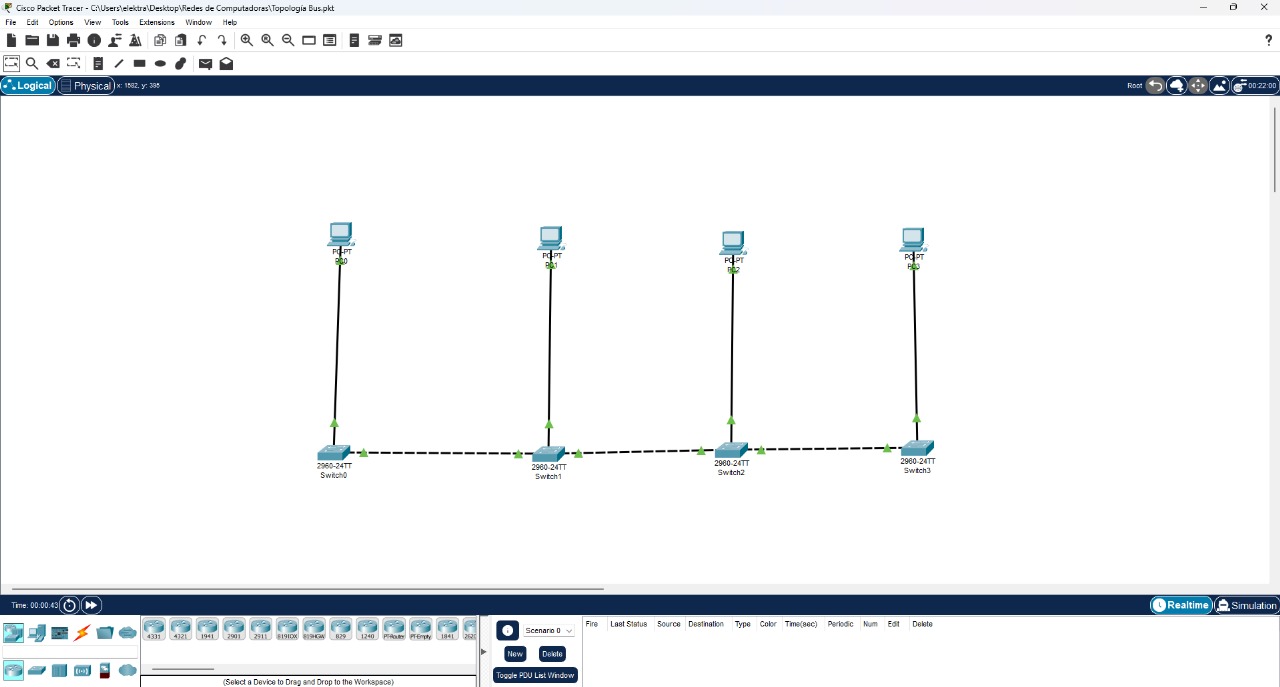 Cisco Packet Tracer - C:\Users\elektra\Desktop\Redes de Computadoras\Topología Bus.pkt
File Edit Options View Tools Extensions Window Help
?
Logical Physical x: 1582, y: 395 Root 00:22:00
PC-PT
PC0
PC-PT
PC1
PC-PT
PC2
PC-PT
PC3
2960-24TT
Switch0
2960-24TT
Switch1
2960-24TT
Switch2
2960-24TT
Switch3
Time: 00:00:43 Realtime Simulation
4331 4321 1941 2901 2911 819IOX 819HGW 829 1240 PT-Router PT-Empty 1841
(Select a Device to Drag and Drop to the Workspace)
Scenario 0
New Delete
Toggle PDU List Window
Fire Last Status Source Destination Type Color Time(sec) Periodic Num Edit Delete